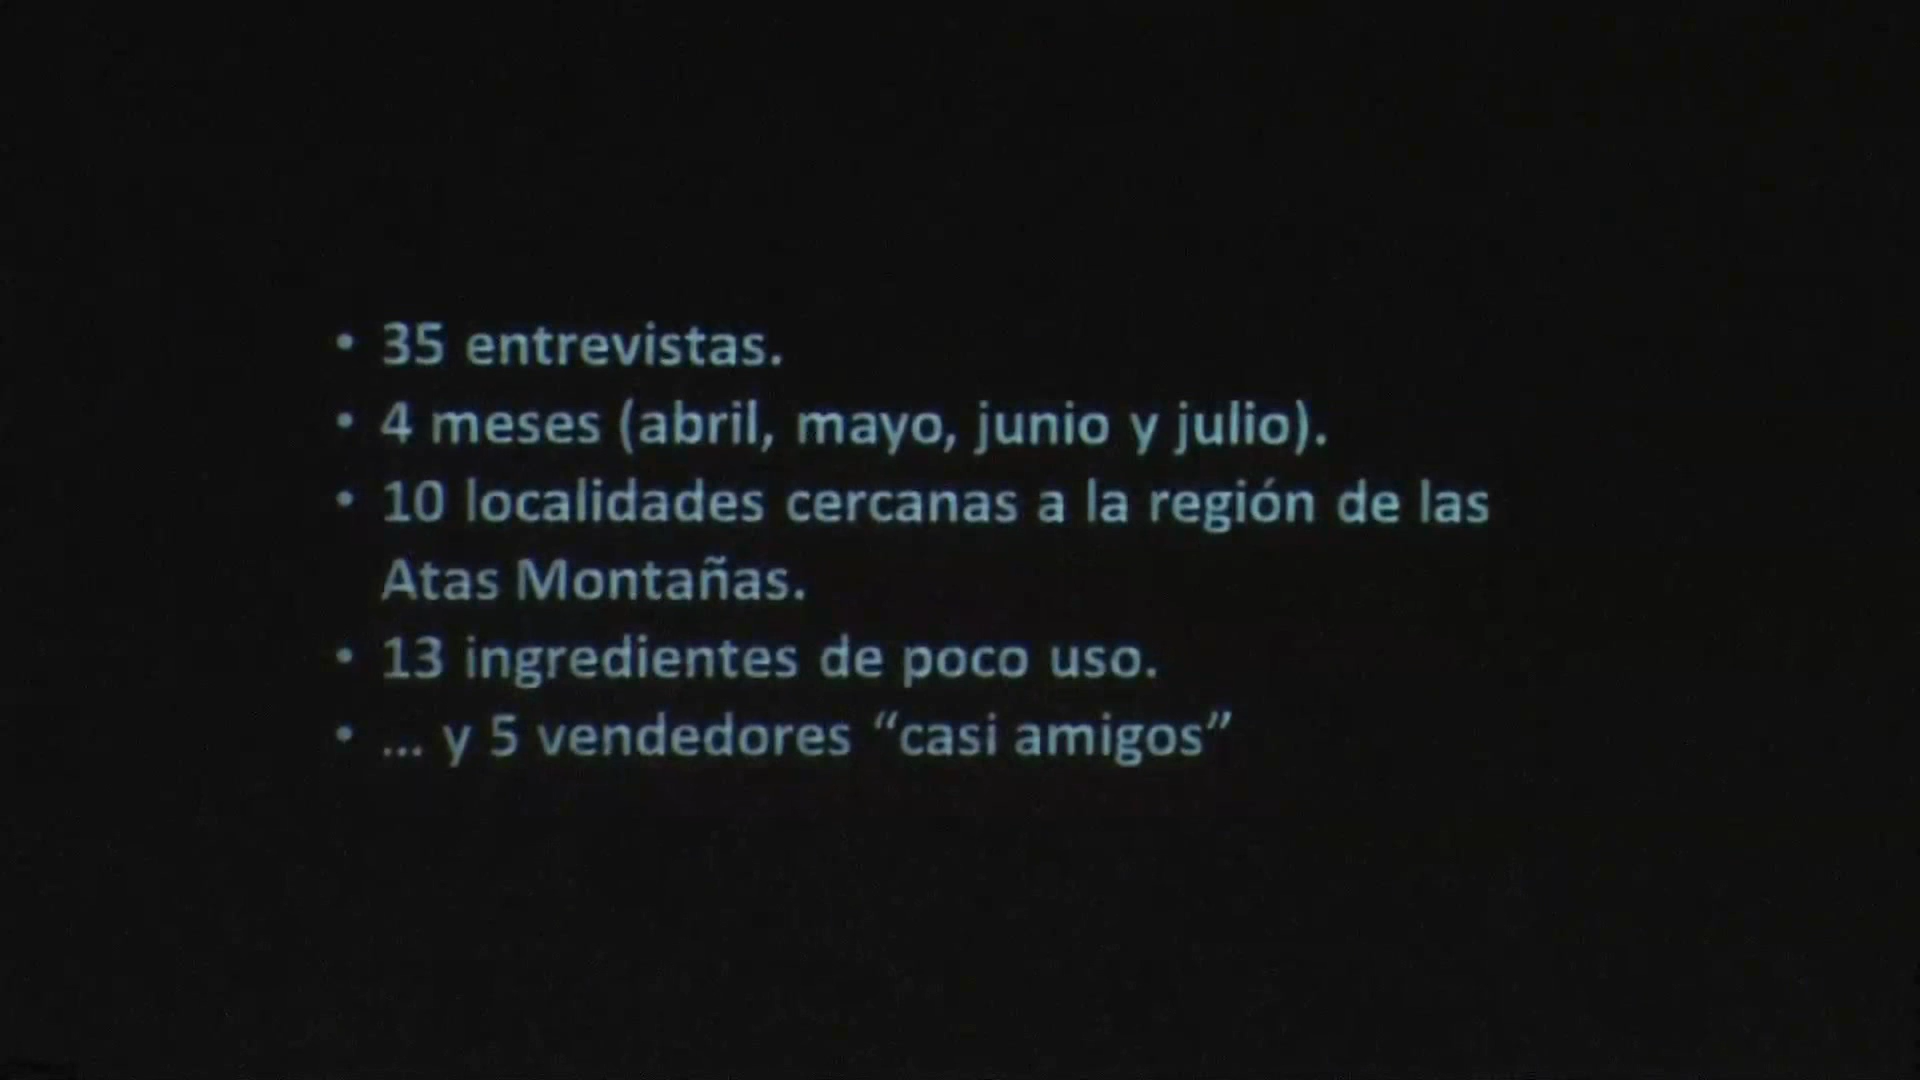 • 35 entrevistas.
• 4 meses (abril, mayo, junio y julio).
• 10 localidades cercanas a la región de las
Atas Montañas.
• 13 ingredientes de poco uso.
• ... y 5 vendedores “casi amigos”